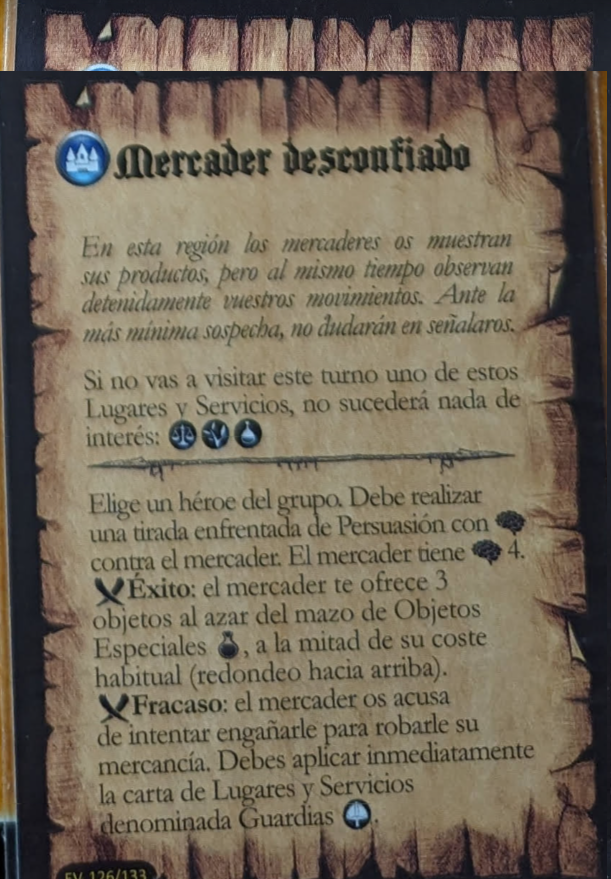 Mercader desconfiado
En esta región los mercaderes os muestran
sus productos, pero al mismo tiempo observan
detenidamente vuestros movimientos. Ante la
más mínima sospecha, no dudarán en señalaros.
Si no vas a visitar este turno uno de estos
Lugares y Servicios, no sucederá nada de
interés:
Elige un héroe del grupo. Debe realizar
una tirada enfrentada de Persuasión con
contra el mercader. El mercader tiene 4.
Éxito: el mercader te ofrece 3
objetos al azar del mazo de Objetos
Especiales , a la mitad de su coste
habitual (redondeo hacia arriba).
Fracaso: el mercader os acusa
de intentar engañarle para robarle su
mercancía. Debes aplicar inmediatamente
la carta de Lugares y Servicios
denominada Guardias .
EV 126/133